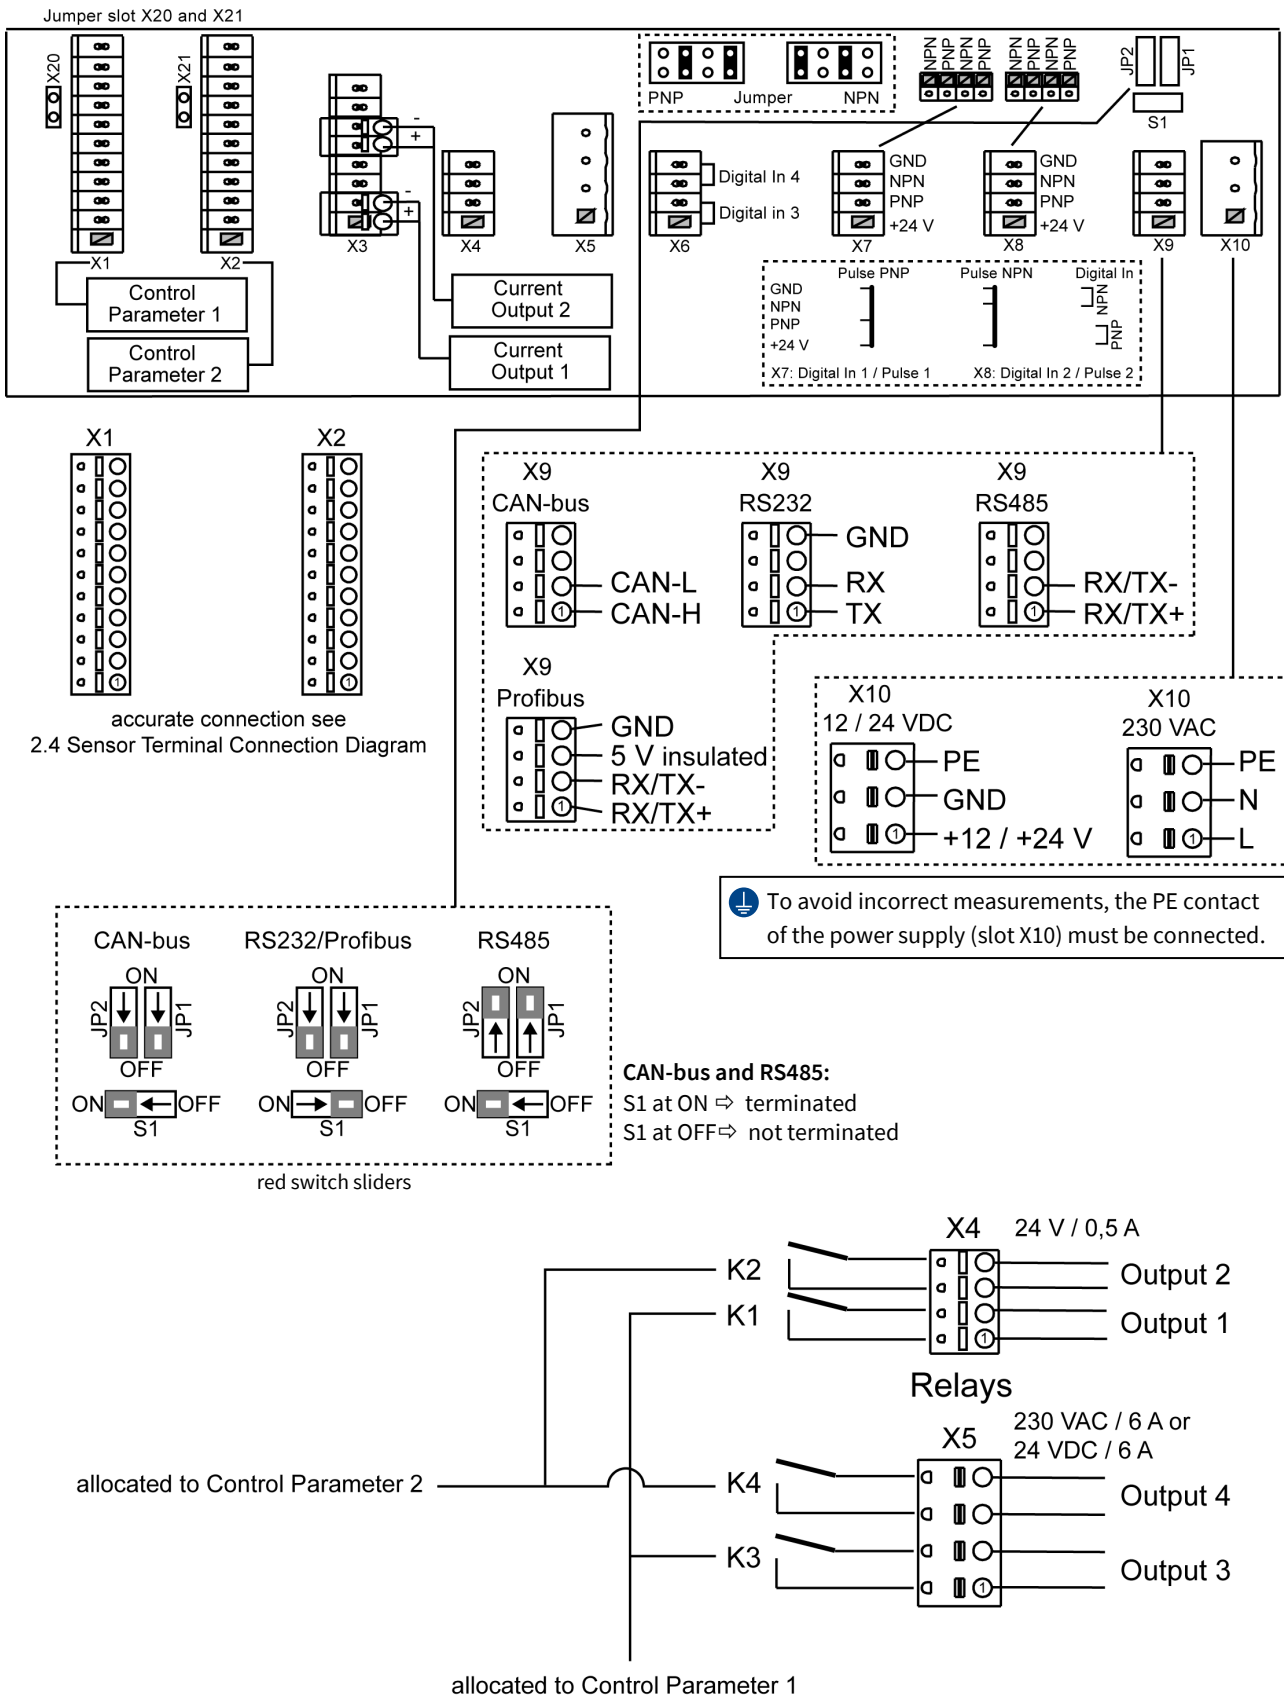 Jumper slot X20 and X21
X20
X21
X1
X2
X3
X4
X5
X6
X7
X8
X9
X10
Control
Parameter 1
Control
Parameter 2
-
+
-
+
Current
Output 2
Current
Output 1
PNP Jumper NPN
NPN PNP NPN PNP
NPN PNP NPN PNP
JP2 JP1
S1
Digital In 4
Digital in 3
GND
NPN
PNP
+24 V
GND
NPN
PNP
+24 V
Pulse PNP Pulse NPN Digital In
GND
NPN
PNP
+24 V
NPN
PNP
X7: Digital In 1 / Pulse 1 X8: Digital In 2 / Pulse 2
X1
1
X2
1
accurate connection see
2.4 Sensor Terminal Connection Diagram
X9
CAN-bus
CAN-L
1 CAN-H
X9
RS232
GND
RX
1 TX
X9
RS485
RX/TX-
1 RX/TX+
X9
Profibus
GND
5 V insulated
RX/TX-
1 RX/TX+
X10
12 / 24 VDC
PE
GND
1 +12 / +24 V
X10
230 VAC
PE
N
1 L
To avoid incorrect measurements, the PE contact
of the power supply (slot X10) must be connected.
CAN-bus
ON
JP2 JP1
OFF
ON OFF
S1
RS232/Profibus
ON
JP2 JP1
OFF
ON OFF
S1
RS485
ON
JP2 JP1
OFF
ON OFF
S1
red switch sliders
CAN-bus and RS485:
S1 at ON ⇨ terminated
S1 at OFF⇨ not terminated
X4 24 V / 0,5 A
K2
Output 2
K1
Output 1
1
Relays
X5
230 VAC / 6 A or
24 VDC / 6 A
allocated to Control Parameter 2
K4
Output 4
K3
Output 3
1
allocated to Control Parameter 1